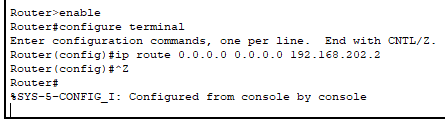 Router>enable
Router#configure terminal
Enter configuration commands, one per line.  End with CNTL/Z.
Router(config)#ip route 0.0.0.0 0.0.0.0 192.168.202.2
Router(config)#^Z
Router#
%SYS-5-CONFIG_I: Configured from console by console